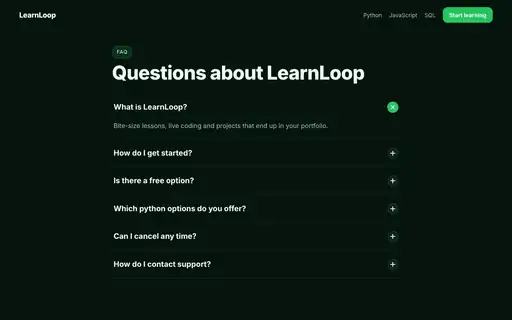 LearnLoop
Python JavaScript SQL Start learning
FAQ
Questions about LearnLoop
What is LearnLoop?
Bite-size lessons, live coding and projects that end up in your portfolio.
How do I get started?
Is there a free option?
Which python options do you offer?
Can I cancel any time?
How do I contact support?